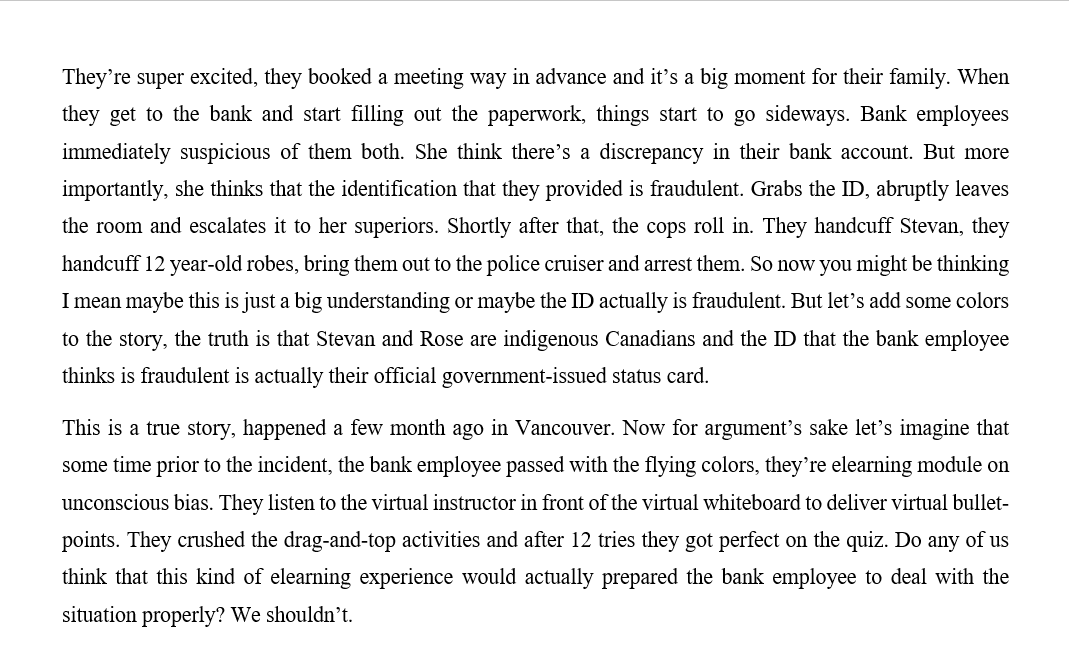 They’re super excited, they booked a meeting way in advance and it’s a big moment for their family. When
they get to the bank and start filling out the paperwork, things start to go sideways. Bank employees
immediately suspicious of them both. She think there’s a discrepancy in their bank account. But more
importantly, she thinks that the identification that they provided is fraudulent. Grabs the ID, abruptly leaves
the room and escalates it to her superiors. Shortly after that, the cops roll in. They handcuff Stevan, they
handcuff 12 year-old robes, bring them out to the police cruiser and arrest them. So now you might be thinking
I mean maybe this is just a big understanding or maybe the ID actually is fraudulent. But let’s add some colors
to the story, the truth is that Stevan and Rose are indigenous Canadians and the ID that the bank employee
thinks is fraudulent is actually their official government-issued status card.
This is a true story, happened a few month ago in Vancouver. Now for argument’s sake let’s imagine that
some time prior to the incident, the bank employee passed with the flying colors, they’re elearning module on
unconscious bias. They listen to the virtual instructor in front of the virtual whiteboard to deliver virtual bullet-
points. They crushed the drag-and-top activities and after 12 tries they got perfect on the quiz. Do any of us
think that this kind of elearning experience would actually prepared the bank employee to deal with the
situation properly? We shouldn’t.